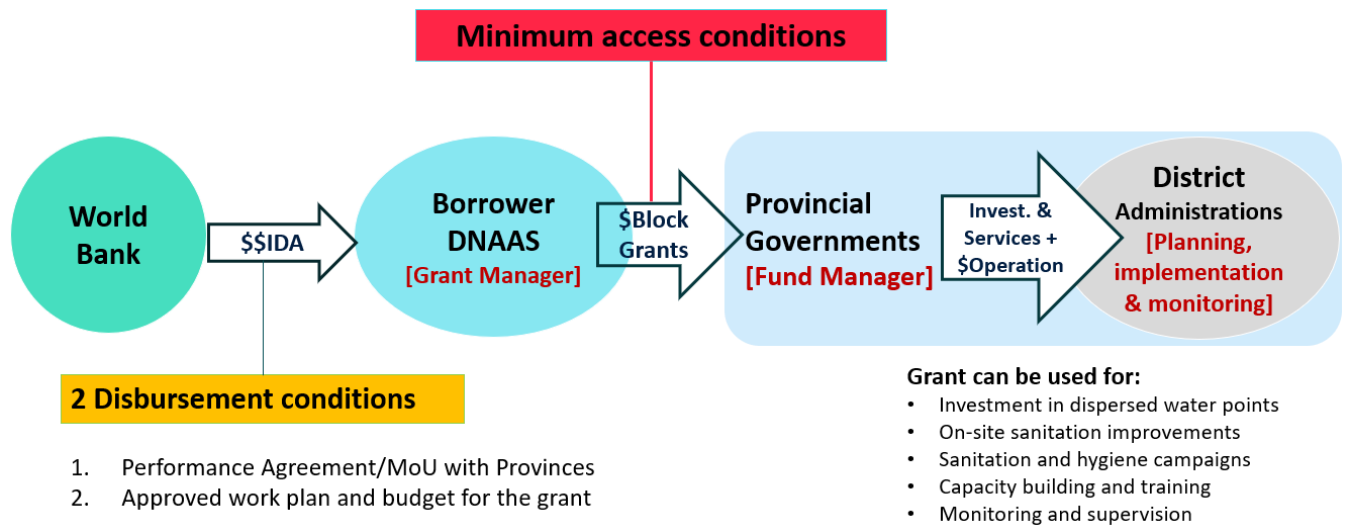 Minimum access conditions
World
Bank
$$IDA
Borrower
DNAAS
[Grant Manager]
$Block
Grants
Provincial
Governments
[Fund Manager]
Invest. &
Services +
$Operation
District
Administrations
[Planning,
implementation
& monitoring]
2 Disbursement conditions
1. Performance Agreement/MoU with Provinces
2. Approved work plan and budget for the grant
Grant can be used for:
• Investment in dispersed water points
• On-site sanitation improvements
• Sanitation and hygiene campaigns
• Capacity building and training
• Monitoring and supervision